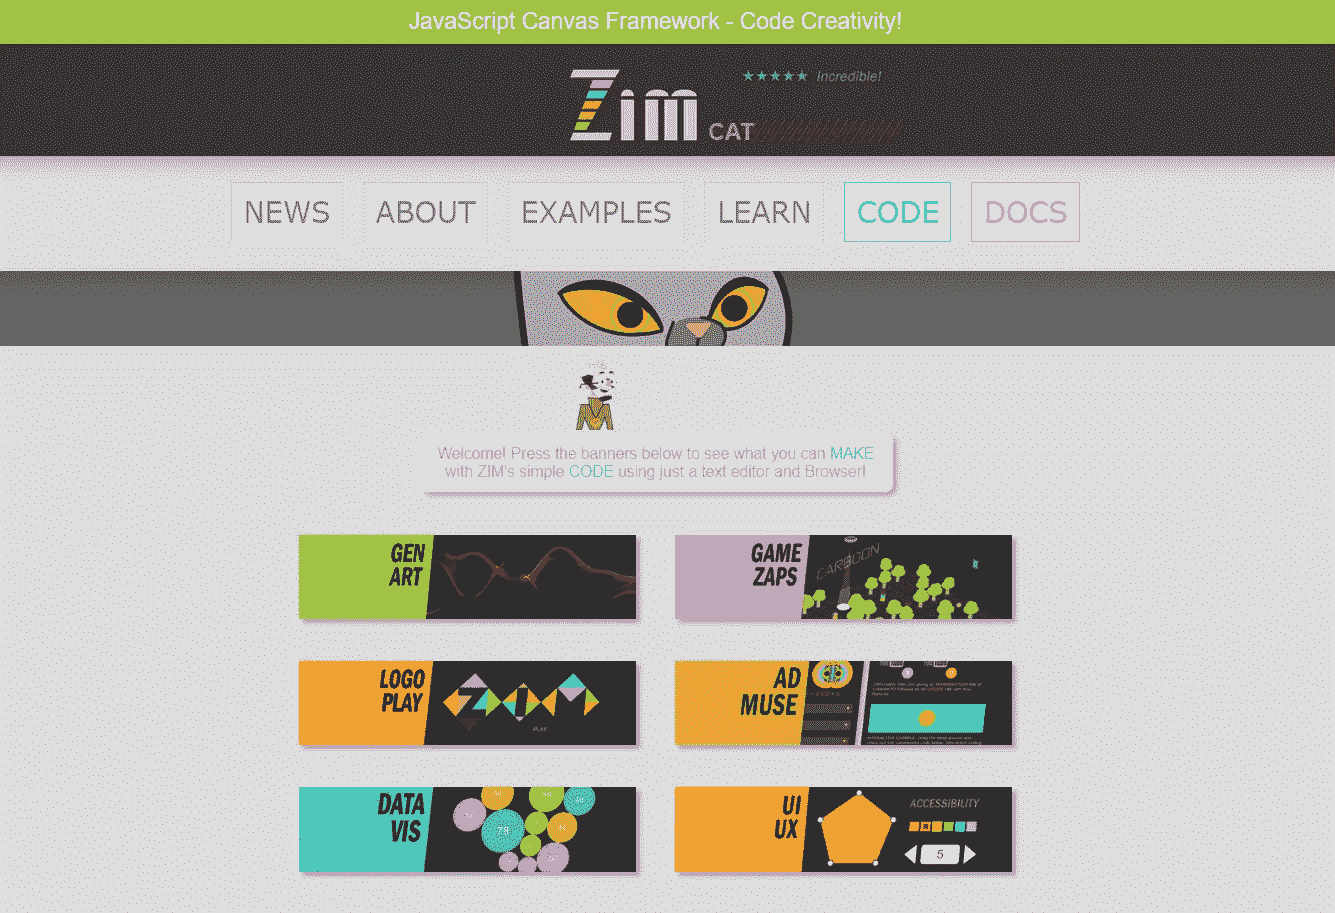 JavaScript Canvas Framework - Code Creativity!
Zim
★★★★★ Incredible!
CAT
NEWS
ABOUT
EXAMPLES
LEARN
CODE
DOCS
Welcome! Press the banners below to see what you can MAKE
with ZIM's simple CODE using just a text editor and Browser!
GEN
ART
GAME
ZAPS
CARBOON
LOGO
PLAY
ZIM
PLAY
AD
MUSE
DATA
VIS
79
UI
UX
ACCESSIBILITY
5